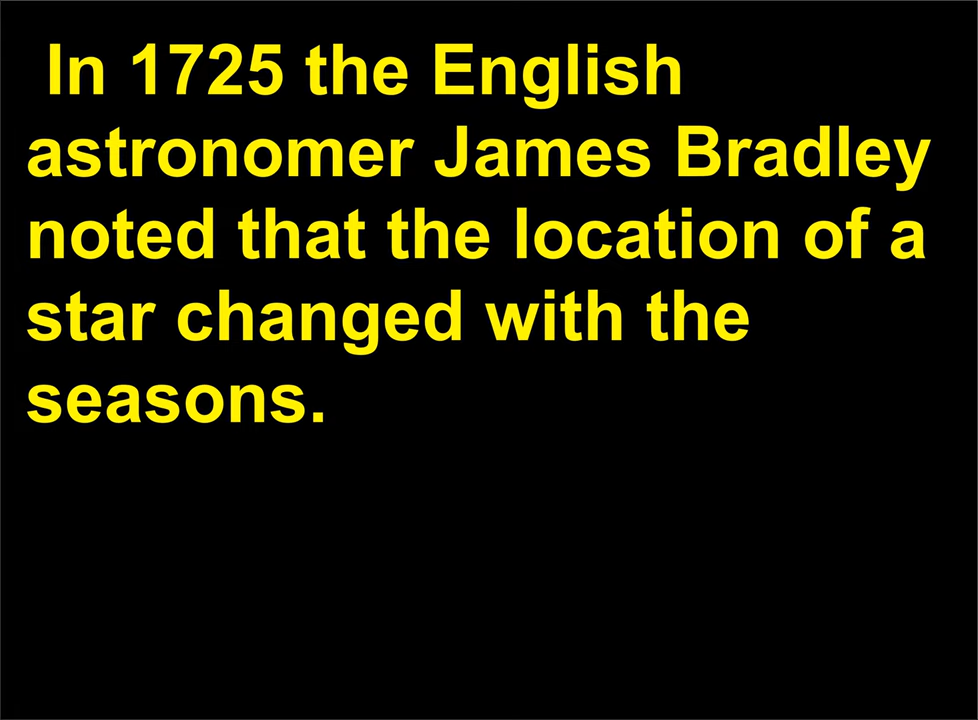 In 1725 the English
astronomer James Bradley
noted that the location of a
star changed with the
seasons.